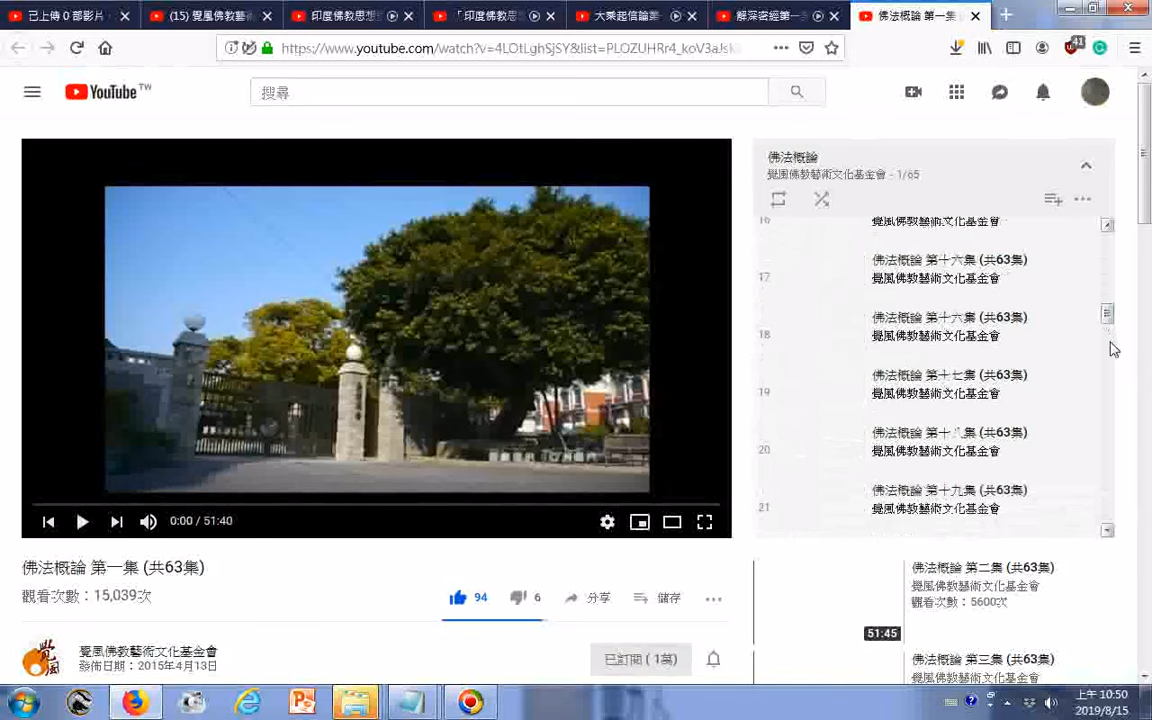 已上傳 0 部影片
(15) 覺風佛教藝
印度佛教思想
「印度佛教思
大乘起信論第
解深密經第一
佛法概論 第一集
https://www.youtube.com/watch?v=4LOtLghSjSY&list=PLOZUHRr4_koV3aJsk
41
YouTube TW
搜尋
佛法概論
覺風佛教藝術文化基金會 - 1/65
16
覺風佛教藝術文化基金會
佛法概論 第十六集 (共63集)
17
覺風佛教藝術文化基金會
佛法概論 第十六集 (共63集)
18
覺風佛教藝術文化基金會
佛法概論 第十七集 (共63集)
19
覺風佛教藝術文化基金會
佛法概論 第十八集 (共63集)
20
覺風佛教藝術文化基金會
佛法概論 第十九集 (共63集)
21
覺風佛教藝術文化基金會
0:00 / 51:40
佛法概論 第一集 (共63集)
觀看次數：15,039次
94
6
分享
儲存
覺風
覺風佛教藝術文化基金會
發佈日期：2015年4月13日
已訂閱 (1萬)
佛法概論 第二集 (共63集)
覺風佛教藝術文化基金會
觀看次數：5600次
51:45
佛法概論 第三集 (共63集)
覺風佛教藝術文化基金會
上午 10:50
2019/8/15